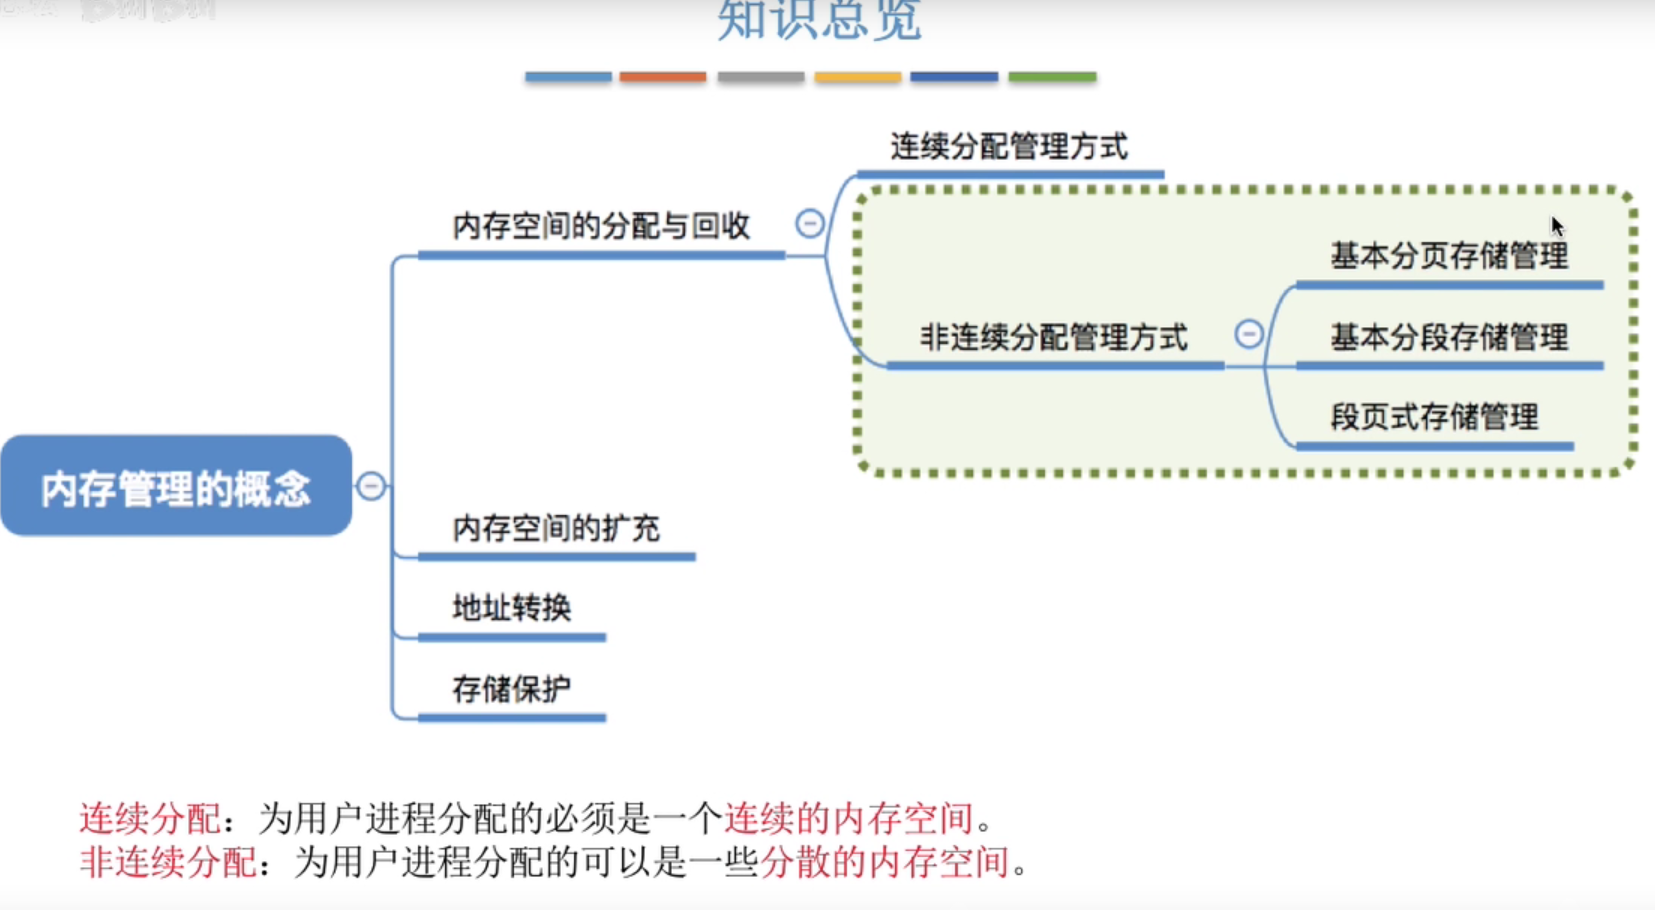 知识总览
连续分配管理方式
内存空间的分配与回收
基本分页存储管理
非连续分配管理方式
基本分段存储管理
段页式存储管理
内存管理的概念
内存空间的扩充
地址转换
存储保护
连续分配：为用户进程分配的必须是一个连续的内存空间。
非连续分配：为用户进程分配的可以是一些分散的内存空间。